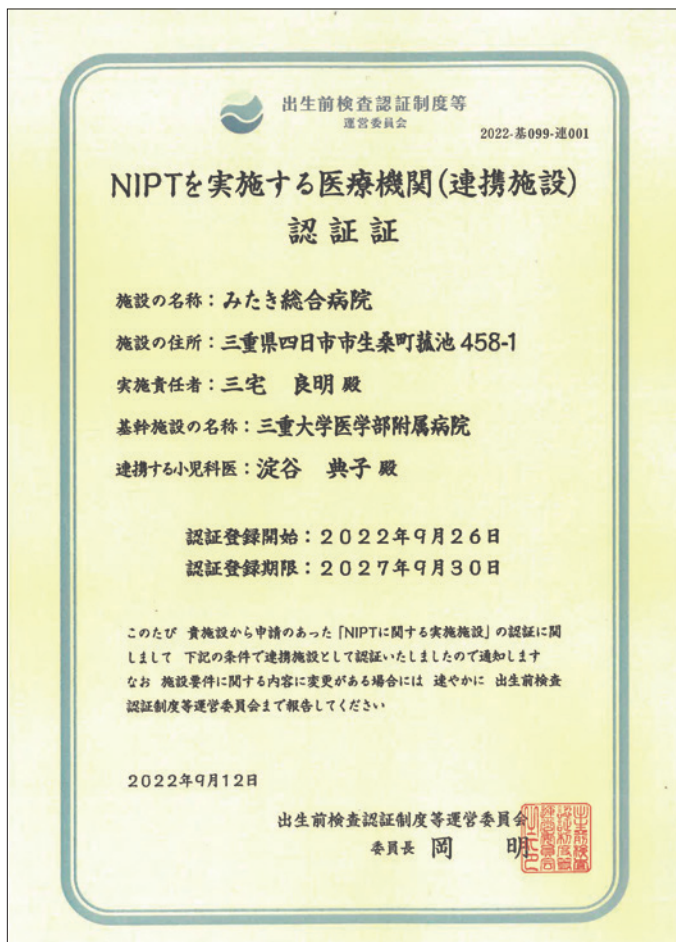 出生前検査認証制度等
運営委員会
2022-基099-連001
NIPTを実施する医療機関(連携施設)
認証証
施設の名称：みたき総合病院
施設の住所：三重県四日市市生桑町菰池 458-1
実施責任者：三宅 良明 殿
基幹施設の名称：三重大学医学部附属病院
連携する小児科医：淀谷 典子 殿
認証登録開始：2022年9月26日
認証登録期限：2027年9月30日
このたび 貴施設から申請のあった「NIPTに関する実施施設」の認証に関
しまして 下記の条件で連携施設として認証いたしましたので通知します
なお 施設要件に関する内容に変更がある場合には 速やかに 出生前検査
認証制度等運営委員会まで報告してください
2022年9月12日
出生前検査認証制度等運営委員会
委員長 岡 明